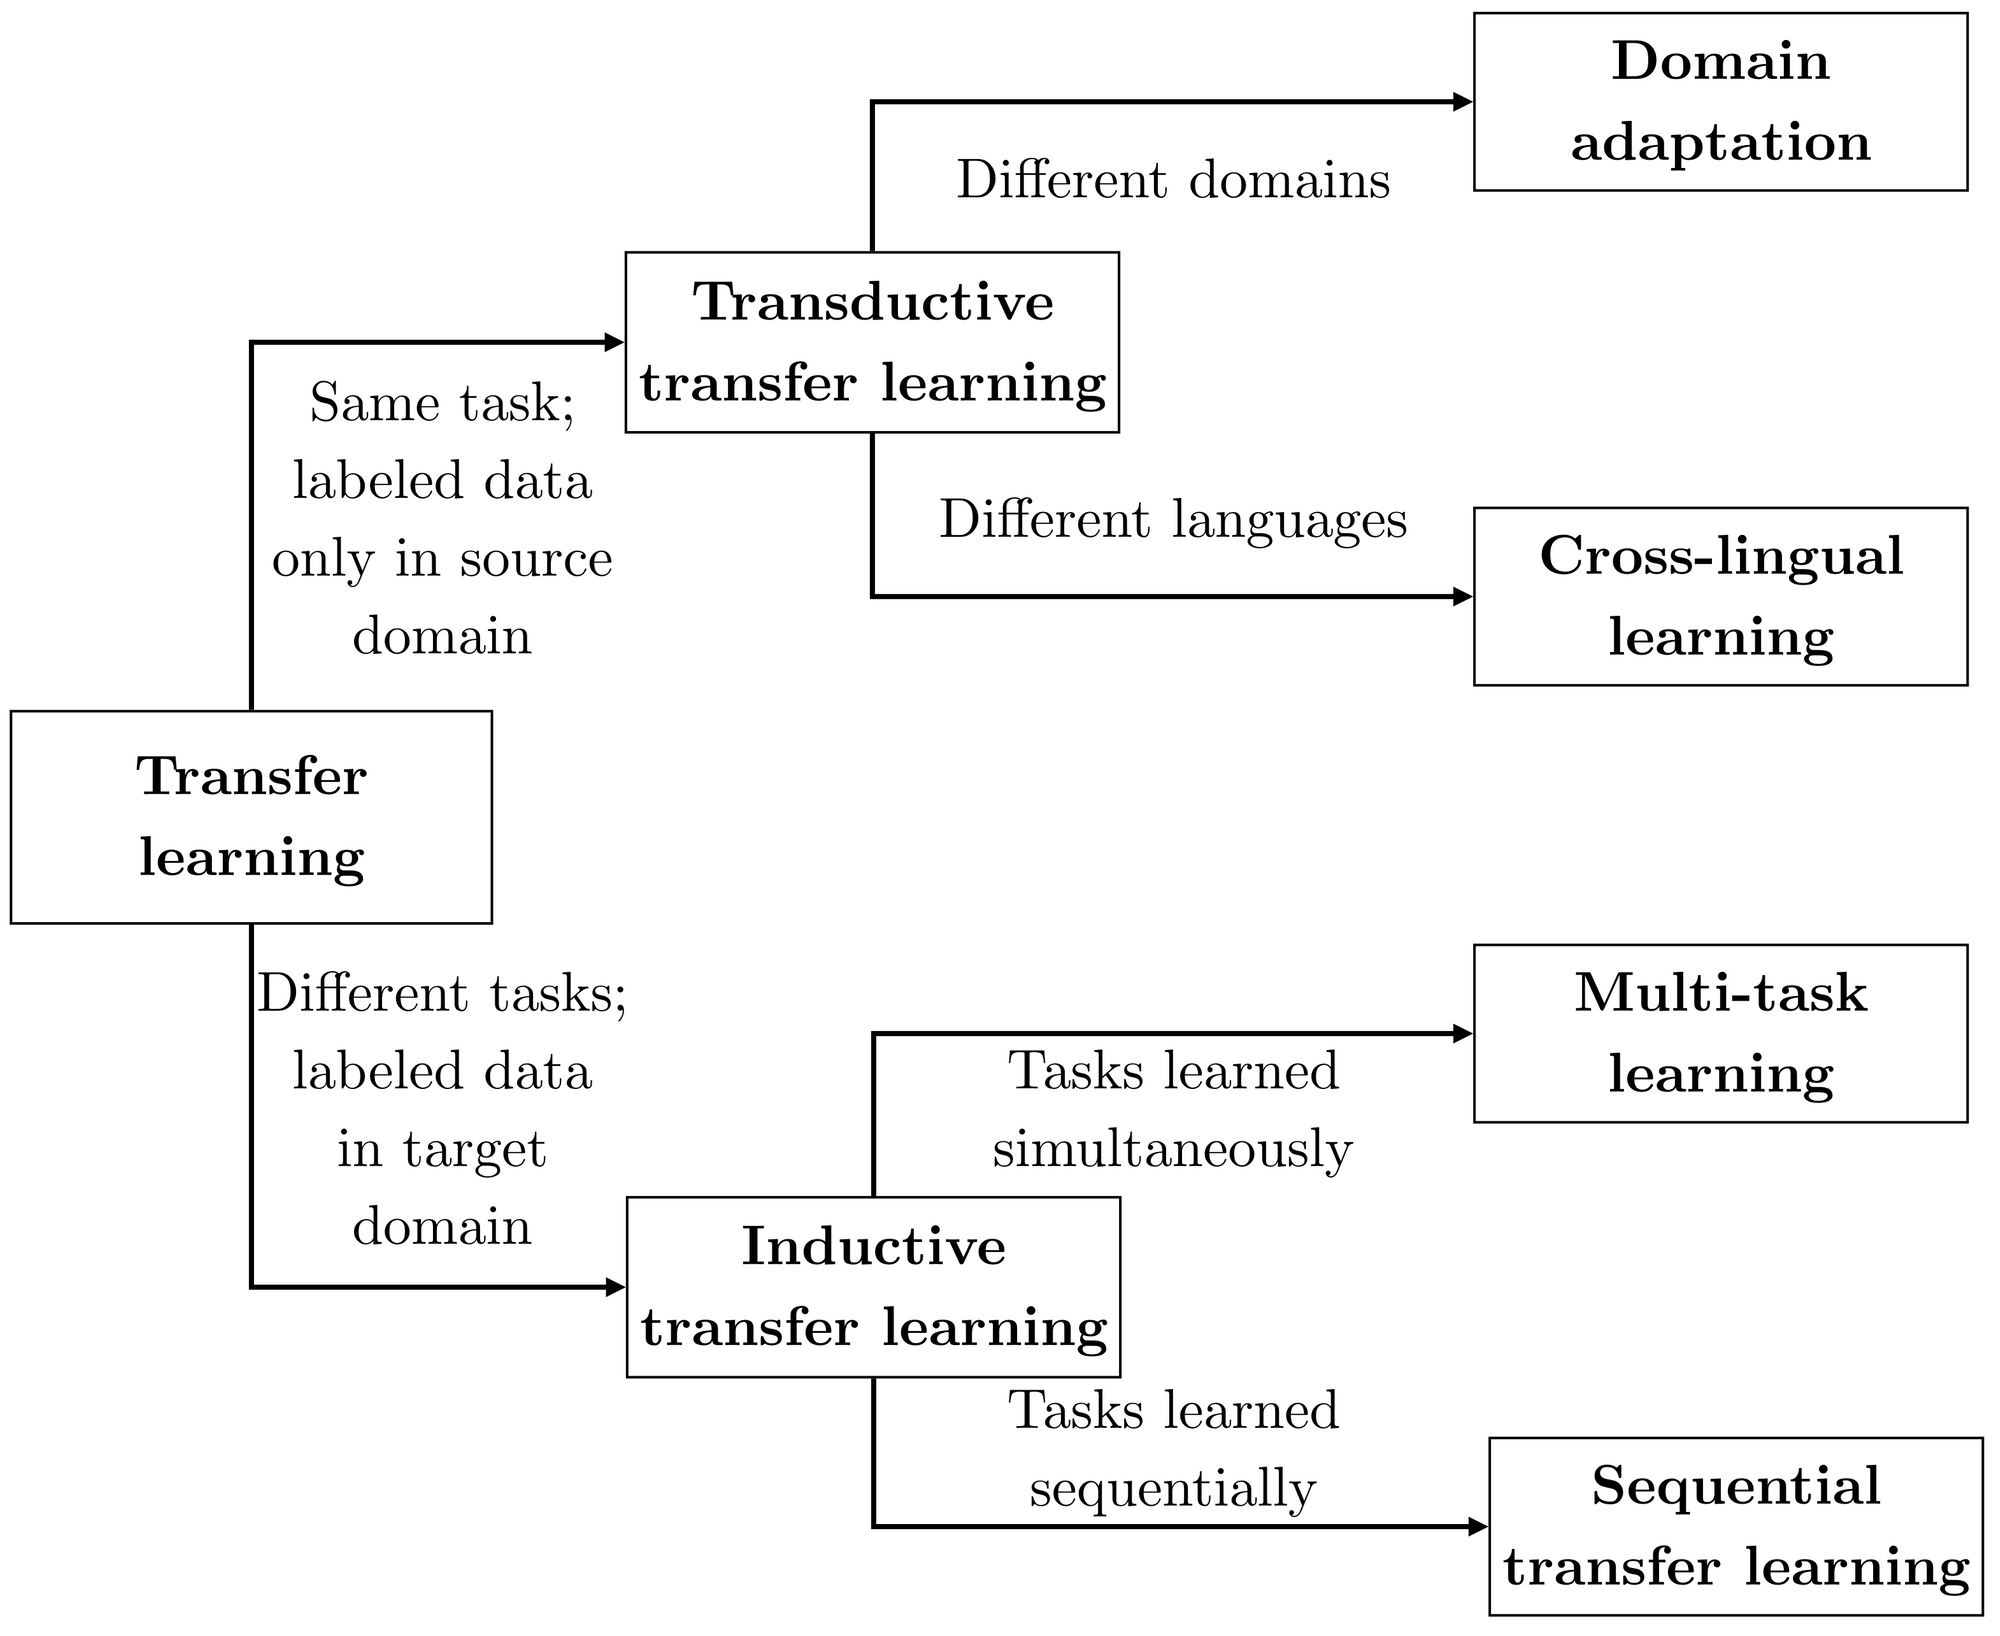 Domain
adaptation
Different domains
Transductive
transfer learning
Same task;
labeled data
only in source
domain
Different languages
Cross-lingual
learning
Transfer
learning
Different tasks;
labeled data
in target
domain
Multi-task
learning
Tasks learned
simultaneously
Inductive
transfer learning
Tasks learned
sequentially
Sequential
transfer learning